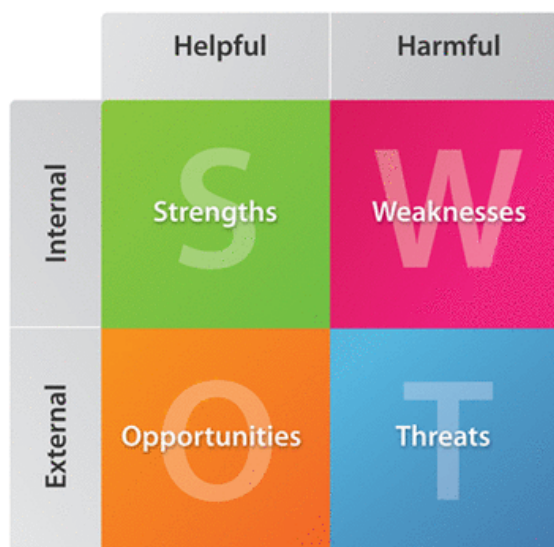 Helpful Harmful
Internal
S
Strengths
W
Weaknesses
External
O
Opportunities
T
Threats